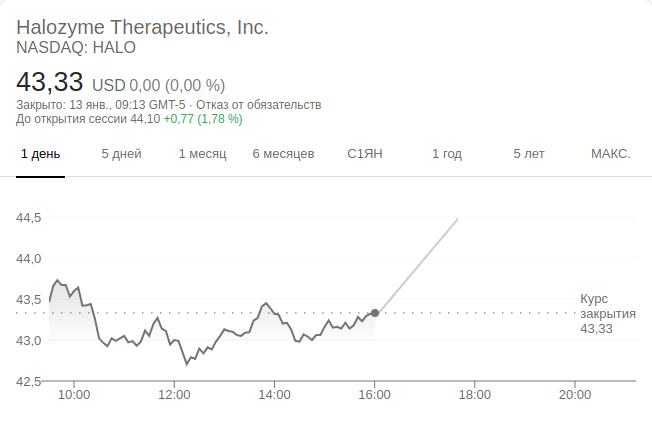 Halozyme Therapeutics, Inc.
NASDAQ: HALO
43,33 USD 0,00 (0,00 %)
Закрыто: 13 янв., 09:13 GMT-5 · Отказ от обязательств
До открытия сессии 44,10 +0,77 (1,78 %)
1 день 5 дней 1 месяц 6 месяцев С1ЯН 1 год 5 лет МАКС.
44,5
44,0
43,5
43,0
42,5
Курс
закрытия
43,33
10:00 12:00 14:00 16:00 18:00 20:00